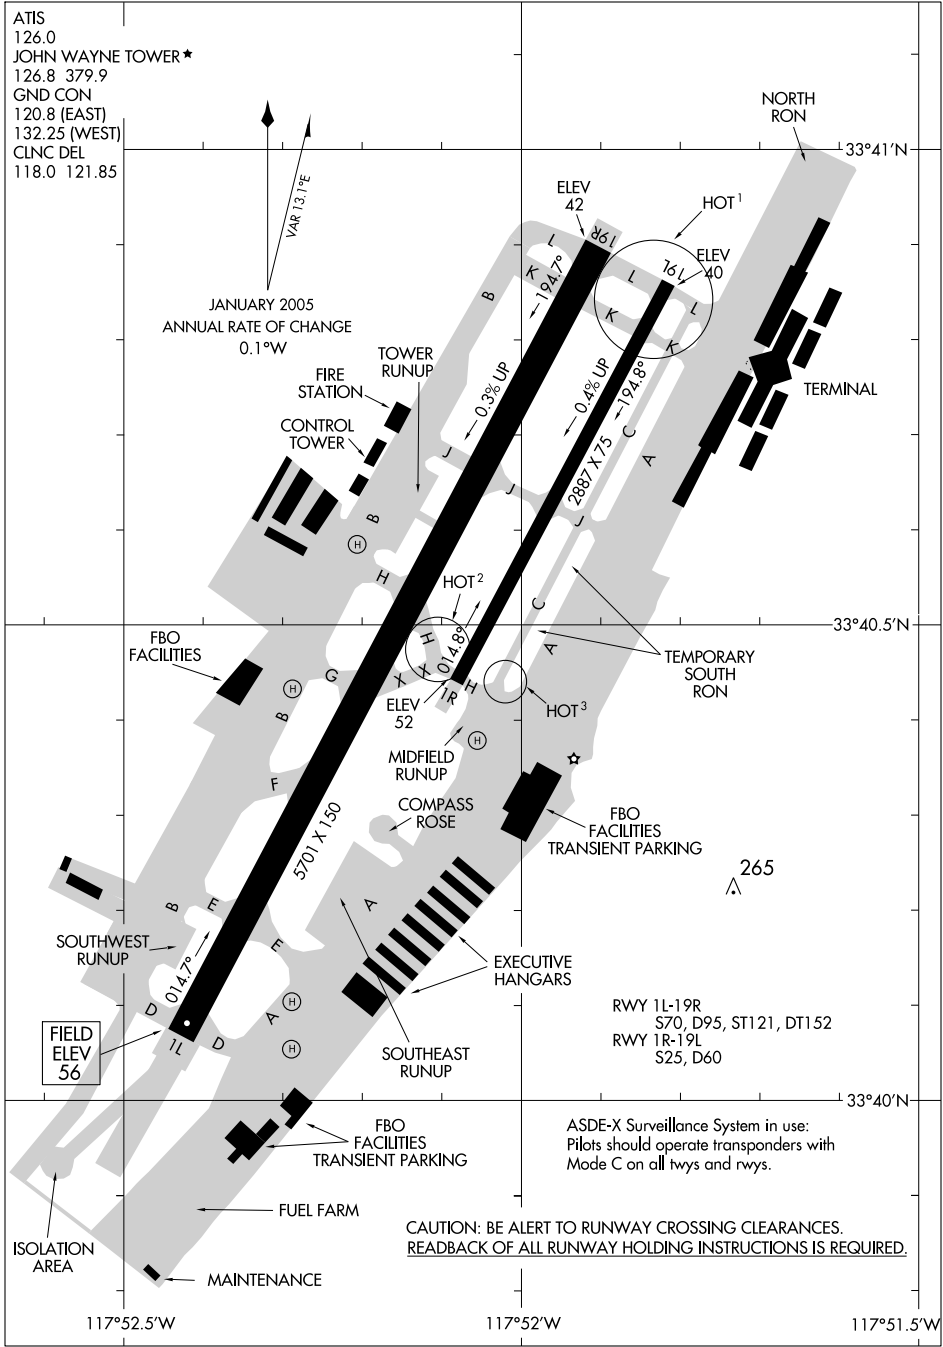 ATIS
126.0
JOHN WAYNE TOWER ★
126.8 379.9
GND CON
120.8 (EAST)
132.25 (WEST)
CLNC DEL
118.0 121.85
VAR 13.1°E
JANUARY 2005
ANNUAL RATE OF CHANGE
0.1°W
NORTH
RON
33°41'N
ELEV
42
HOT 1
19R
19L
ELEV
40
L
L
L
K
K
K
B
194.7°
0.3% UP
0.4% UP
194.8°
2887 X 75
TOWER
RUNUP
FIRE
STATION
CONTROL
TOWER
TERMINAL
C
A
J
J
J
B
H
H
HOT 2
H
014.8°
C
A
33°40.5'N
FBO
FACILITIES
H
G
X
X
H
1R
ELEV
52
HOT 3
TEMPORARY
SOUTH
RON
B
H
MIDFIELD
RUNUP
F
COMPASS
ROSE
5701 X 150
FBO
FACILITIES
TRANSIENT PARKING
265
B
E
E
A
SOUTHWEST
RUNUP
014.7°
EXECUTIVE
HANGARS
D
A
H
D
H
1L
FIELD
ELEV
56
SOUTHEAST
RUNUP
RWY 1L-19R
S70, D95, ST121, DT152
RWY 1R-19L
S25, D60
33°40'N
FBO
FACILITIES
TRANSIENT PARKING
ASDE-X Surveillance System in use:
Pilots should operate transponders with
Mode C on all twys and rwys.
FUEL FARM
CAUTION: BE ALERT TO RUNWAY CROSSING CLEARANCES.
READBACK OF ALL RUNWAY HOLDING INSTRUCTIONS IS REQUIRED.
ISOLATION
AREA
MAINTENANCE
117°52.5'W
117°52'W
117°51.5'W